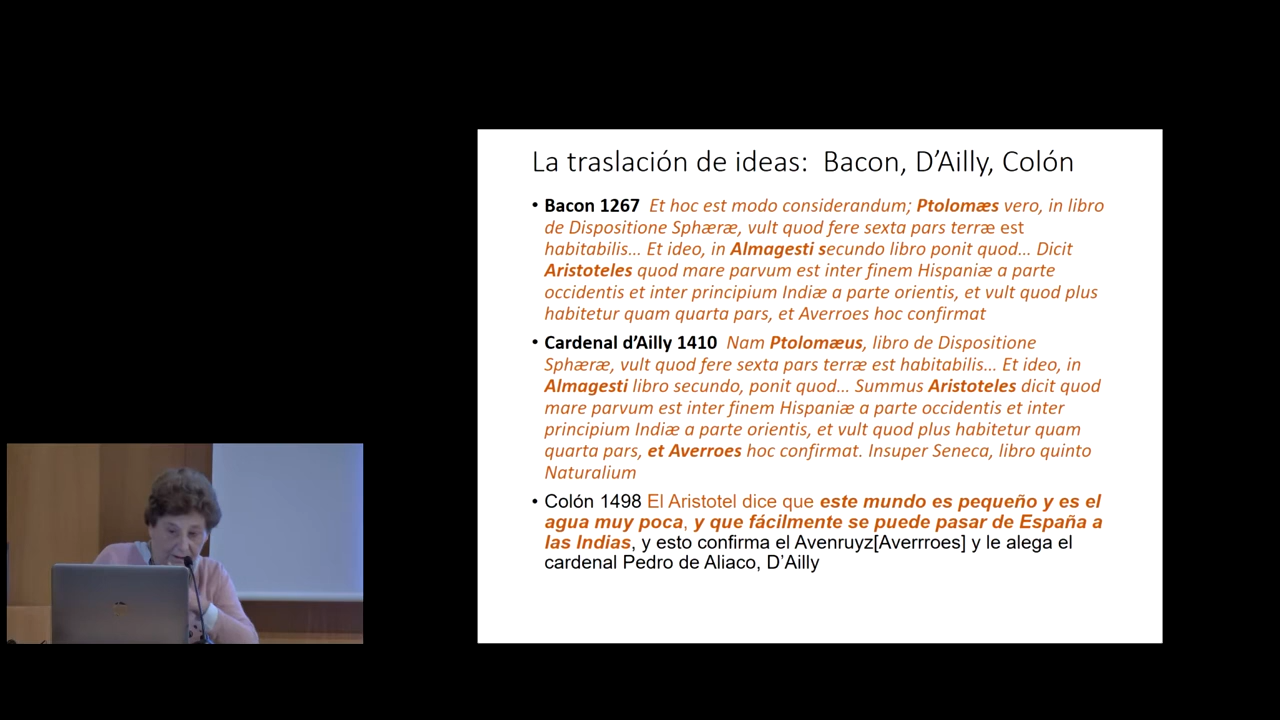 La traslación de ideas:  Bacon, D’Ailly, Colón
• Bacon 1267  Et hoc est modo considerandum; Ptolomæs vero, in libro
de Dispositione Sphæræ, vult quod fere sexta pars terræ est
habitabilis… Et ideo, in Almagesti secundo libro ponit quod… Dicit
Aristoteles quod mare parvum est inter finem Hispaniæ a parte
occidentis et inter principium Indiæ a parte orientis, et vult quod plus
habitetur quam quarta pars, et Averroes hoc confirmat
• Cardenal d’Ailly 1410  Nam Ptolomæus, libro de Dispositione
Sphæræ, vult quod fere sexta pars terræ est habitabilis… Et ideo, in
Almagesti libro secundo, ponit quod… Summus Aristoteles dicit quod
mare parvum est inter finem Hispaniæ a parte occidentis et inter
principium Indiæ a parte orientis, et vult quod plus habitetur quam
quarta pars, et Averroes hoc confirmat. Insuper Seneca, libro quinto
Naturalium
• Colón 1498 El Aristotel dice que este mundo es pequeño y es el
agua muy poca, y que fácilmente se puede pasar de España a
las Indias, y esto confirma el Avenruyz[Averrroes] y le alega el
cardenal Pedro de Aliaco, D’Ailly